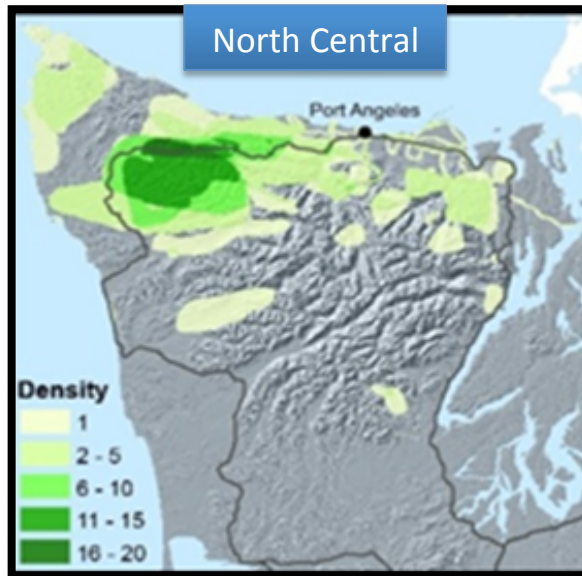 North Central
Port Angeles
Density
1
2 - 5
6 - 10
11 - 15
16 - 20